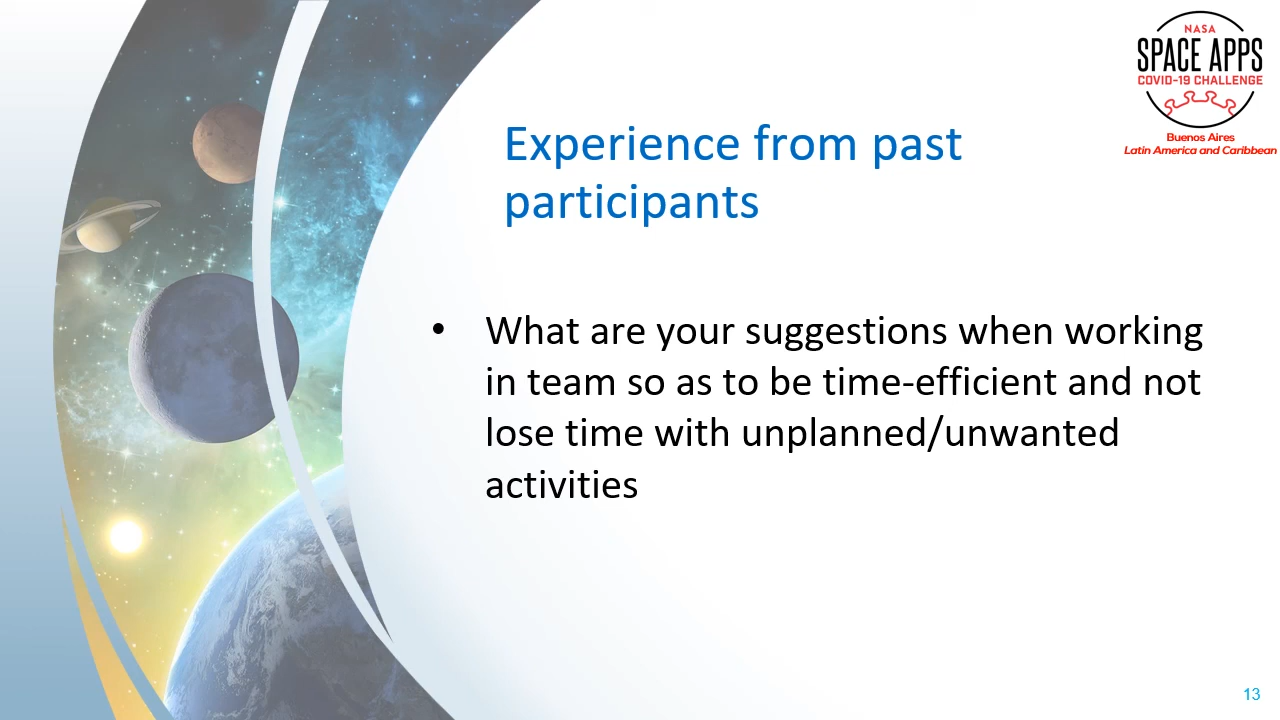 NASA
SPACE APPS
COVID-19 CHALLENGE
Buenos Aires
Latin America and Caribbean
Experience from past
participants
• What are your suggestions when working
in team so as to be time-efficient and not
lose time with unplanned/unwanted
activities
13